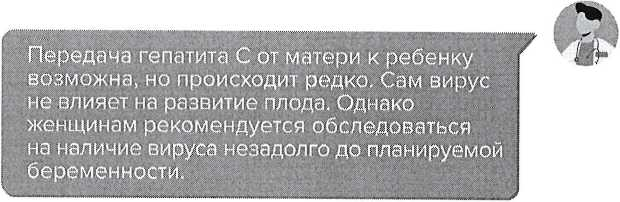 Передача гепатита С от матери к ребенку
возможна, но происходит редко. Сам вирус
не влияет на развитие плода. Однако
женщинам рекомендуется обследоваться
на наличие вируса незадолго до планируемой
беременности.